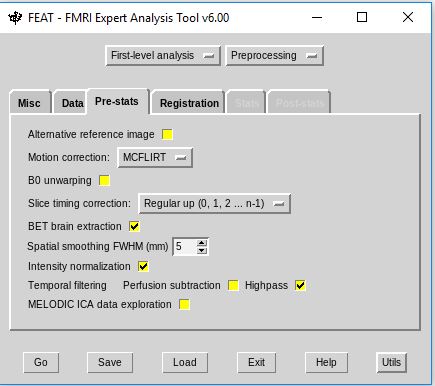 FEAT - FMRI Expert Analysis Tool v6.00
First-level analysis Preprocessing
Misc Data Pre-stats Registration Stats Post-stats
Alternative reference image
Motion correction: MCFLIRT
B0 unwarping
Slice timing correction: Regular up (0, 1, 2 ... n-1)
BET brain extraction
Spatial smoothing FWHM (mm) 5
Intensity normalization
Temporal filtering Perfusion subtraction Highpass
MELODIC ICA data exploration
Go Save Load Exit Help Utils